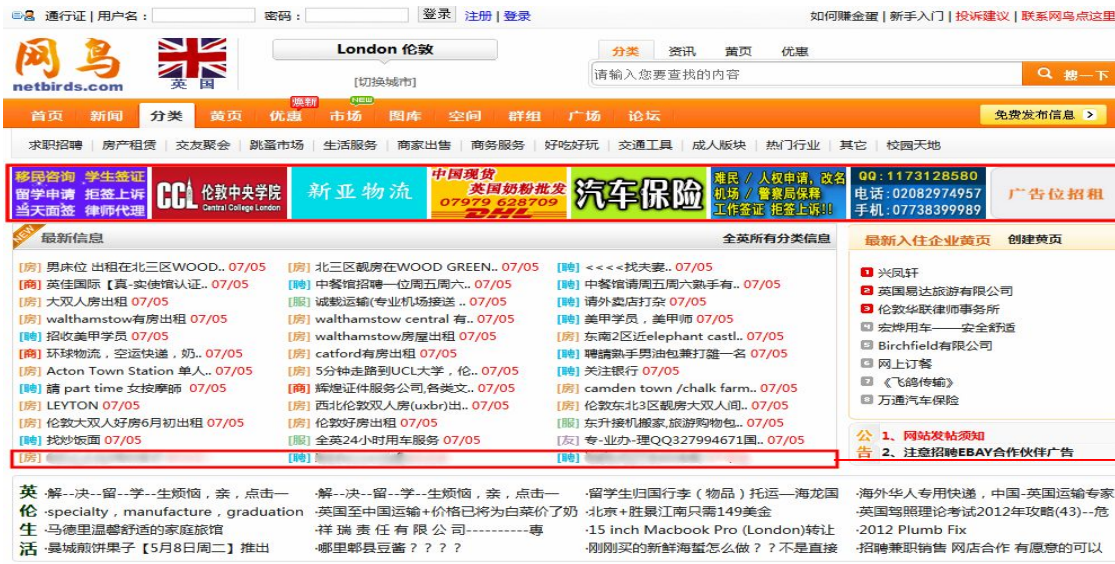 通行证 | 用户名： 密码： 登录 注册 | 登录 如何赚金蛋 | 新手入门 | 投诉建议 | 联系网鸟点这里
网鸟 netbirds.com 英国 London 伦敦 [切换城市]
分类 资讯 黄页 优惠
请输入您要查找的内容 搜一下
焕新 NEW
首页 新闻 分类 黄页 优惠 市场 图库 空间 群组 广场 论坛 免费发布信息
求职招聘 | 房产租赁 | 交友聚会 | 跳蚤市场 | 生活服务 | 商家出售 | 商务服务 | 好吃好玩 | 交通工具 | 成人版块 | 热门行业 | 其它 | 校园天地
移民咨询 学生签证
留学申请 拒签上诉
当天面签 律师代理
CCL 伦敦中央学院 Central College London
新亚物流
中国现货
英国奶粉批发
07979 628709
DHL
汽车保险
难民 / 人权申请, 改名
机场 / 警察局保释
工作签证 拒签上诉!!
QQ:1173128580
电话:02082974957
手机:07738399989
广告位招租
NEW 最新信息 全英所有分类信息 最新入住企业黄页 创建黄页
[房] 男床位 出租在北三区WOOD.. 07/05 [房] 北三区靓房在WOOD GREEN.. 07/05 [聘] <<<<找夫妻.. 07/05
[商] 英佳国际【真-实使馆认证.. 07/05 [聘] 中餐馆招聘一位周五周六.. 07/05 [聘] 中餐馆请周五周六熟手有.. 07/05
[房] 大双人房出租 07/05 [服] 诚载运输(专业机场接送 .. 07/05 [聘] 请外卖店打杂 07/05
[房] walthamstow有房出租 07/05 [房] walthamstow central 有.. 07/05 [聘] 美甲学员，美甲师 07/05
[聘] 招收美甲学员 07/05 [房] walthamstow房屋出租 07/05 [房] 东南2区近elephant castl.. 07/05
[商] 环球物流，空运快递，奶.. 07/05 [房] catford有房出租 07/05 [聘] 聘請熟手男油包兼打雜一名 07/05
[房] Acton Town Station 单人.. 07/05 [房] 5分钟走路到UCL大学，伦.. 07/05 [聘] 关注银行 07/05
[聘] 請 part time 女按摩師 07/05 [商] 辉煌证件服务公司,各类文.. 07/05 [房] camden town /chalk farm.. 07/05
[房] LEYTON 07/05 [房] 西北伦敦双人房(uxbr)出.. 07/05 [房] 伦敦东北3区靓房大双人间.. 07/05
[房] 伦敦大双人好房6月初出租 07/05 [房] 伦敦好房出租 07/05 [服] 东升接机搬家,旅游购物包.. 07/05
[聘] 找炒饭面 07/05 [服] 全英24小时用车服务 07/05 [友] 专-业办-理QQ327994671国.. 07/05
[房] [聘] [聘]
1 兴凤轩
2 英国易达旅游有限公司
3 伦敦华联律师事务所
4 宏烨用车——安全舒适
5 Birchfield有限公司
6 网上订餐
7 《飞鸽传输》
8 万通汽车保险
公告
1、网站发帖须知
2、注意招聘EBAY合作伙伴广告
英伦生活
·解--决--留--学--生烦恼，亲，点击一 ·解--决--留--学--生烦恼，亲，点击一 ·留学生归国行李（物品）托运—海龙国 ·海外华人专用快递，中国-英国运输专家
·specialty，manufacture，graduation ·英国至中国运输+价格已将为白菜价了奶 ·北京+胜景江南只需149美金 ·英国驾照理论考试2012年攻略(43)--危
·马德里温馨舒适的家庭旅馆 ·祥瑞责任有限公司----------專 ·15 inch Macbook Pro (London)转让 ·2012 Plumb Fix
·曼城煎饼果子【5月8日周二】推出 ·哪里郫县豆酱？？？？ ·刚刚买的新鲜海蜇怎么做？？不是直接 ·招聘兼职销售 网店合作 有愿意的可以